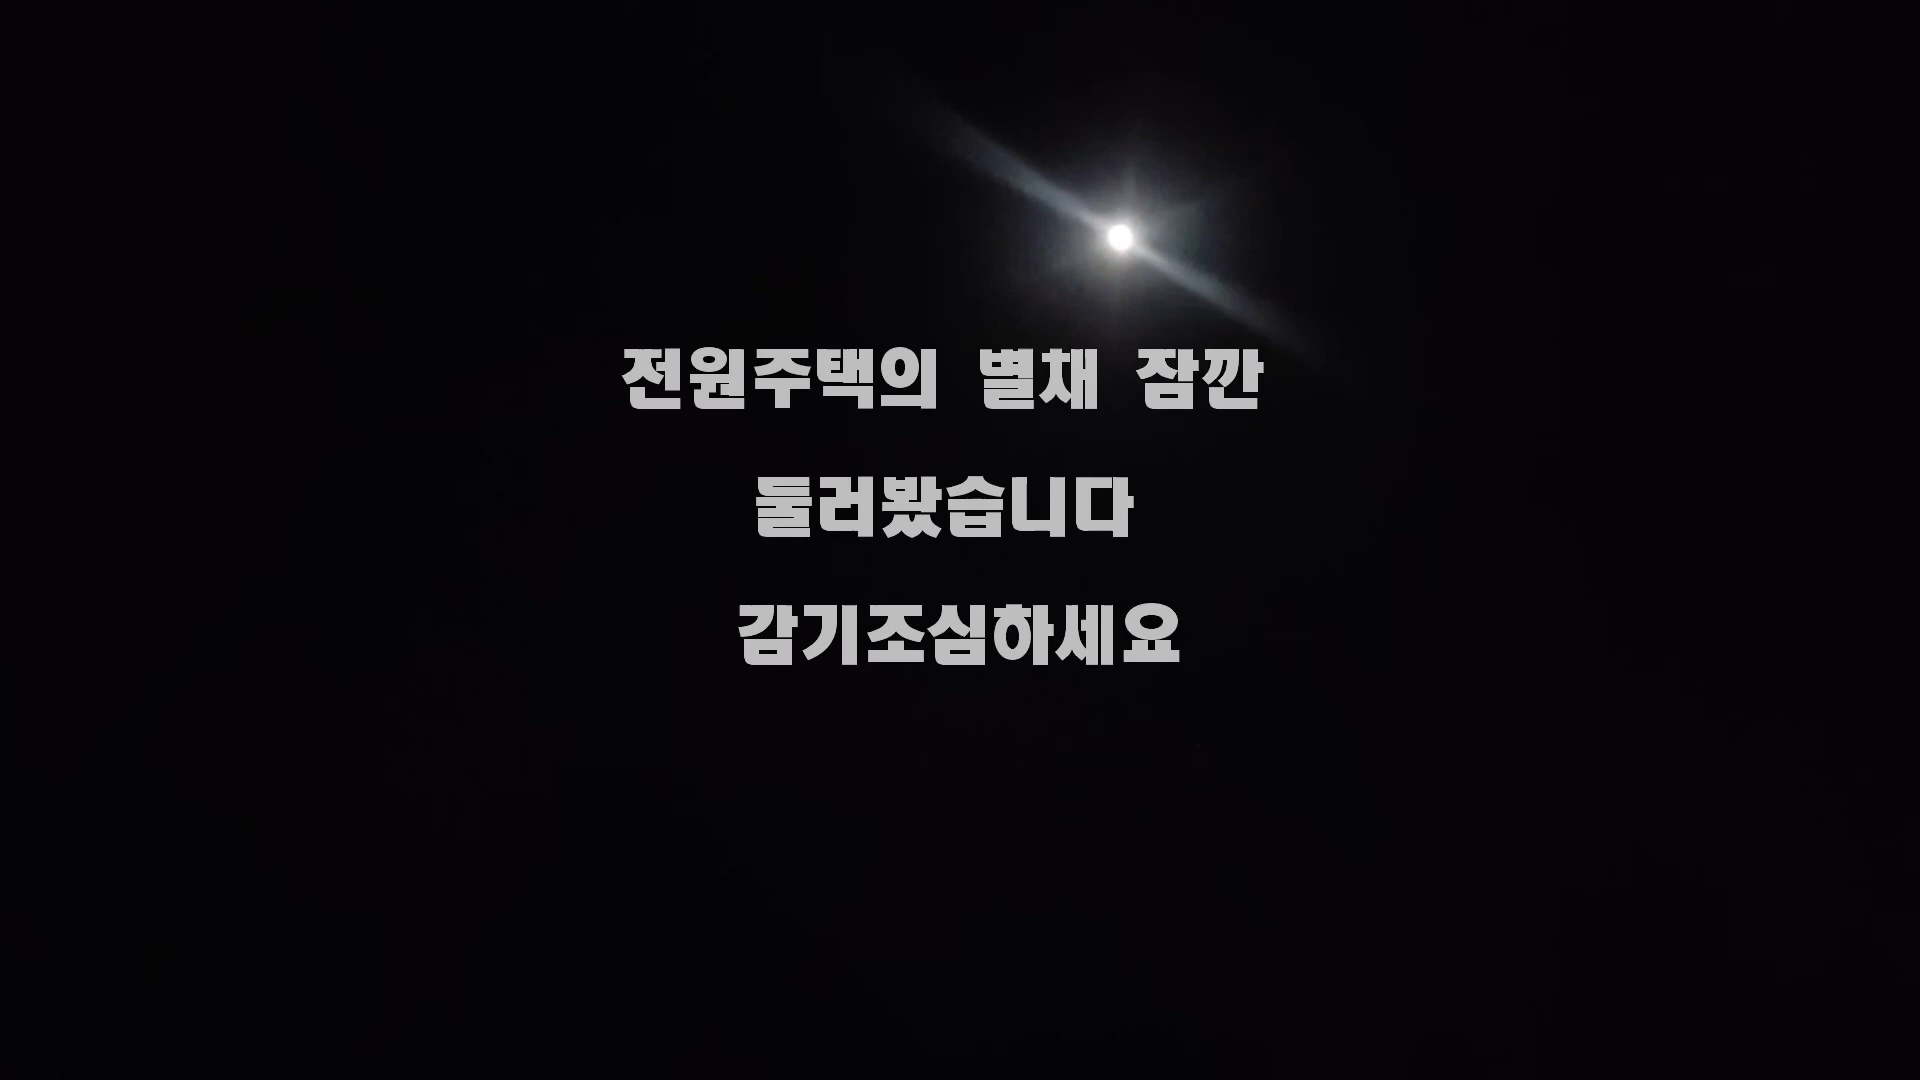 전원주택의 별채 잠깐
둘러봤습니다
감기조심하세요